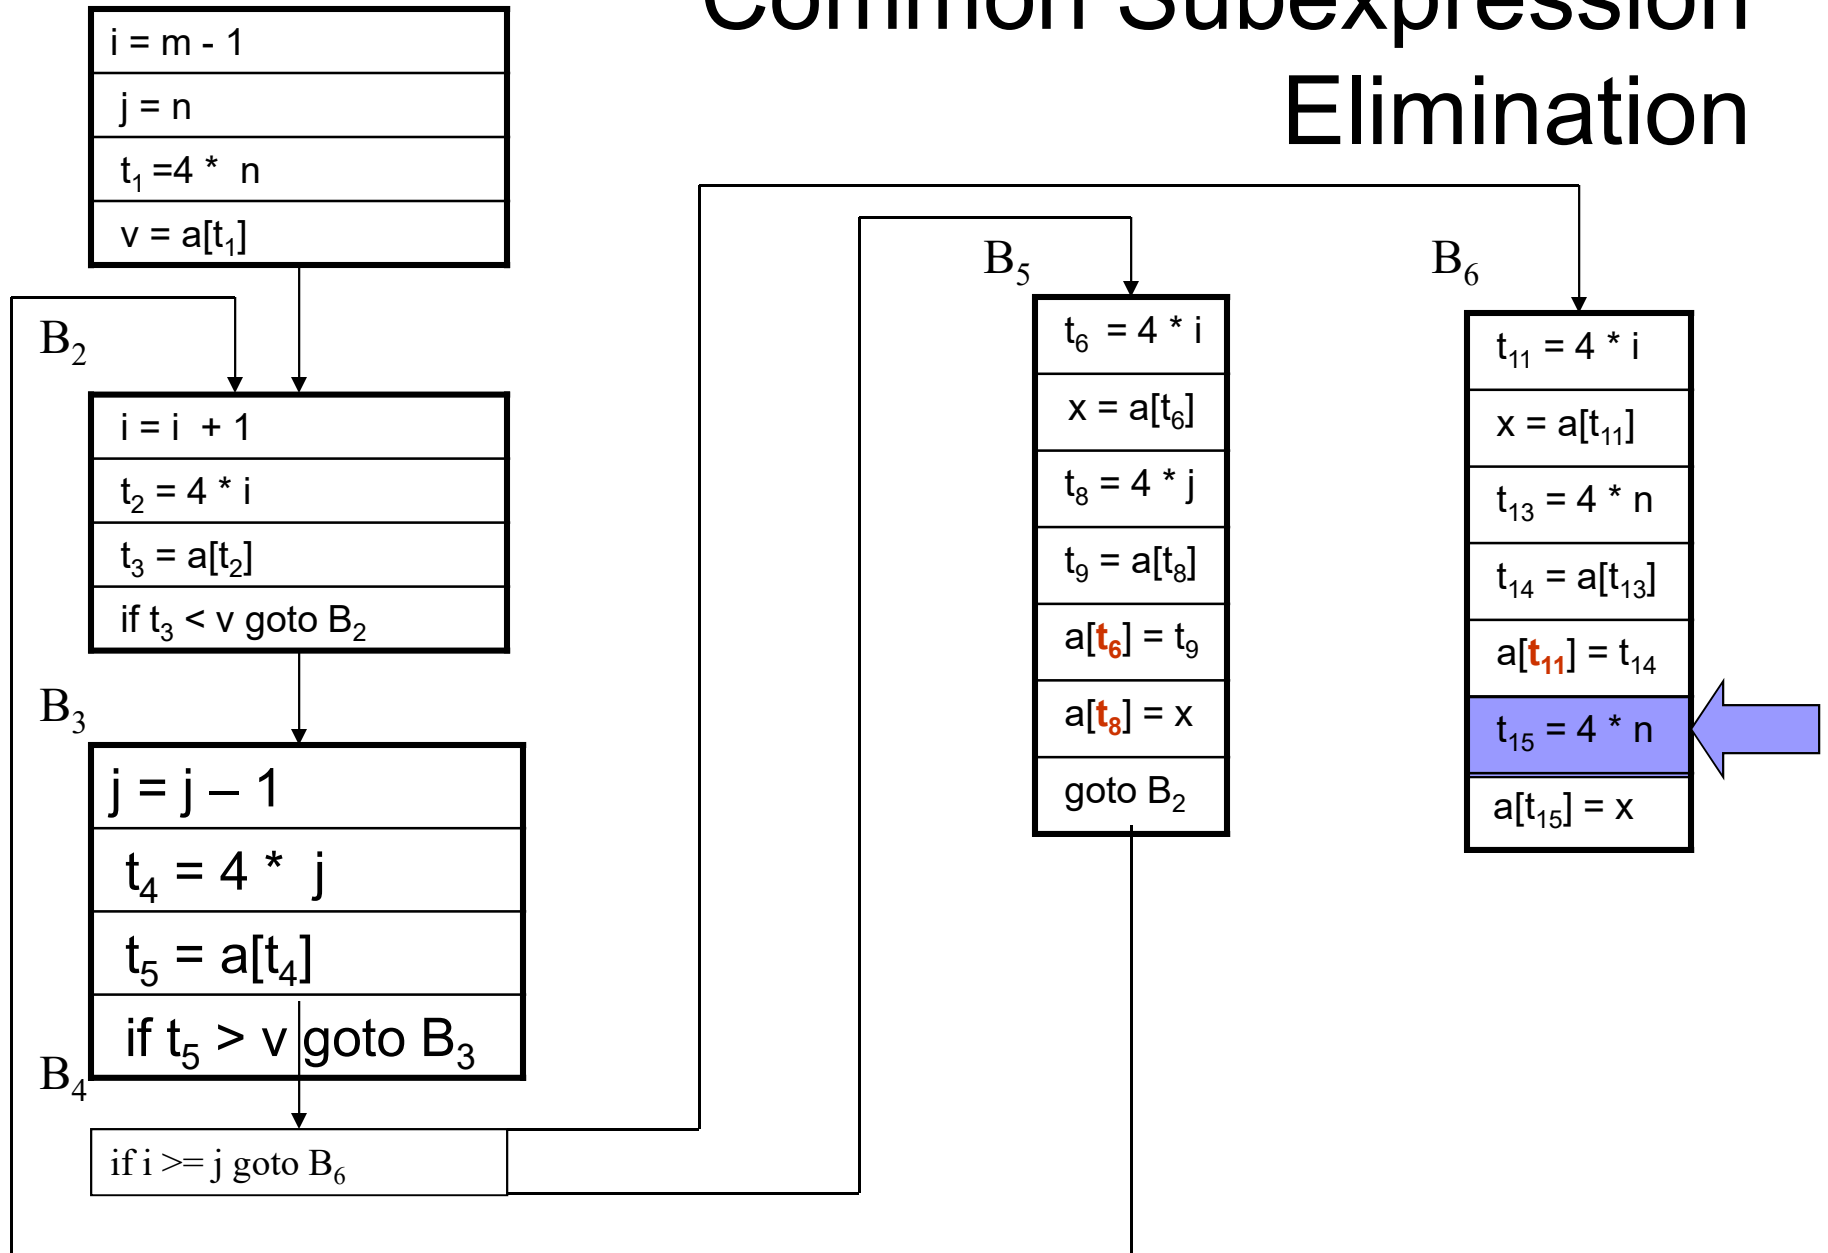 Common Subexpression
Elimination
i = m - 1
j = n
t₁ =4 * n
v = a[t₁]
B₂
i = i + 1
t₂ = 4 * i
t₃ = a[t₂]
if t₃ < v goto B₂
B₃
j = j – 1
t₄ = 4 * j
t₅ = a[t₄]
if t₅ > v goto B₃
B₄
if i >= j goto B₆
B₅
t₆ = 4 * i
x = a[t₆]
t₈ = 4 * j
t₉ = a[t₈]
a[t₆] = t₉
a[t₈] = x
goto B₂
B₆
t₁₁ = 4 * i
x = a[t₁₁]
t₁₃ = 4 * n
t₁₄ = a[t₁₃]
a[t₁₁] = t₁₄
t₁₅ = 4 * n
a[t₁₅] = x